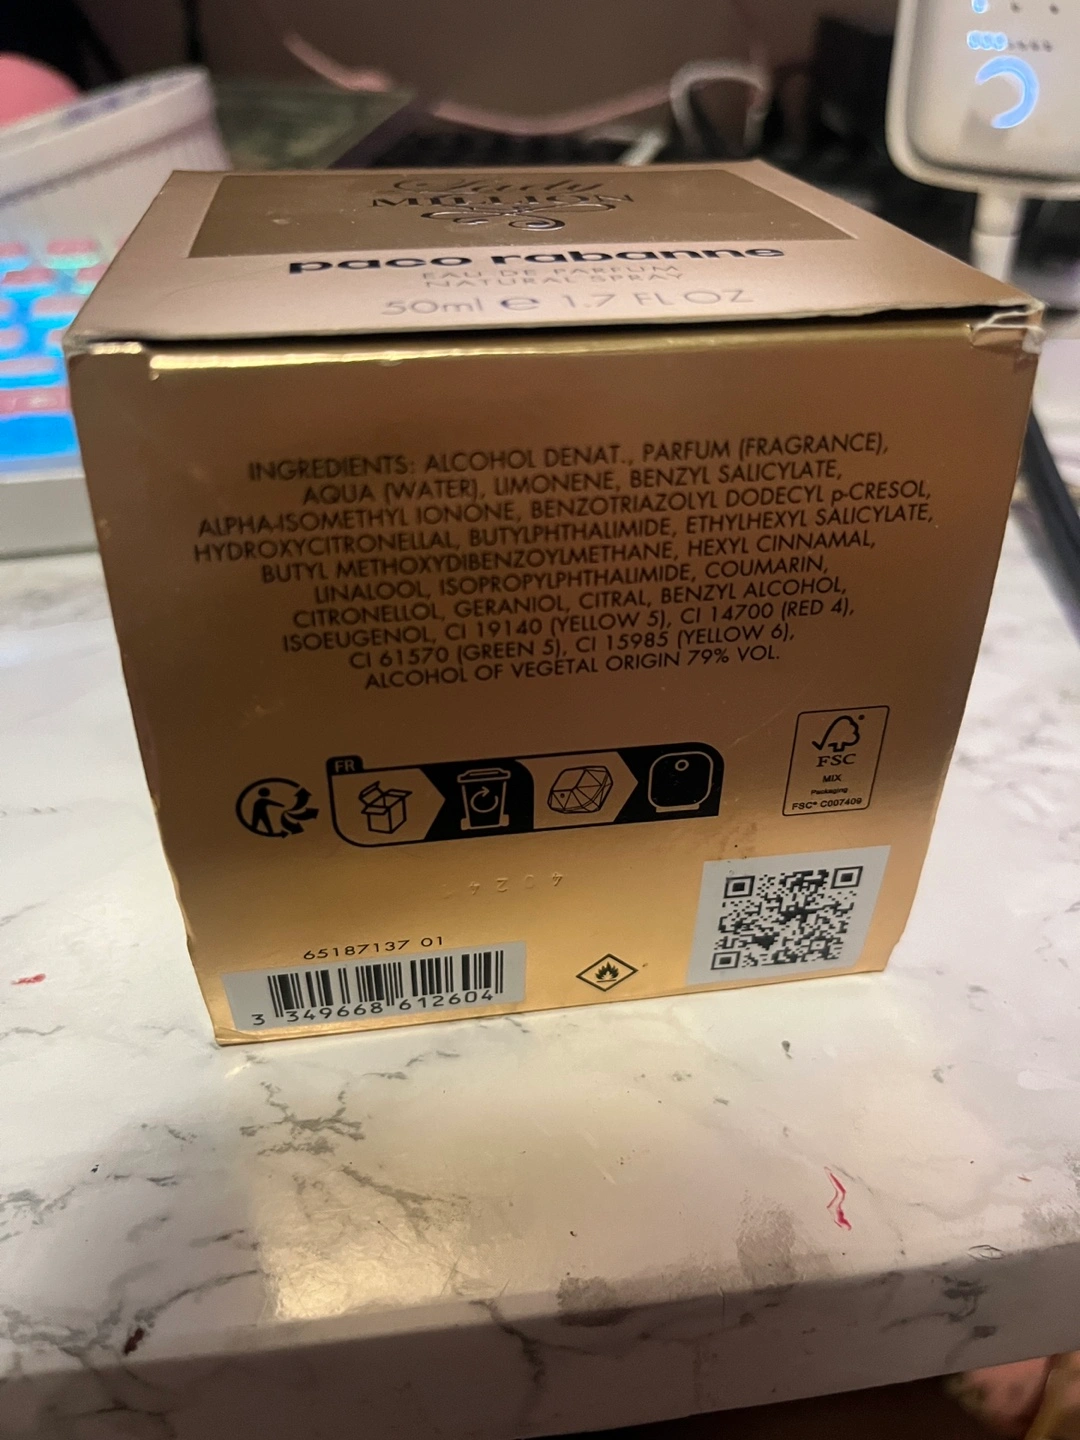 Lady
MILLION
paco rabanne
EAU DE PARFUM
NATURAL SPRAY
50ml e 1.7 FL OZ
INGREDIENTS: ALCOHOL DENAT., PARFUM (FRAGRANCE),
AQUA (WATER), LIMONENE, BENZYL SALICYLATE,
ALPHA-ISOMETHYL IONONE, BENZOTRIAZOLYL DODECYL p-CRESOL,
HYDROXYCITRONELLAL, BUTYLPHTHALIMIDE, ETHYLHEXYL SALICYLATE,
BUTYL METHOXYDIBENZOYLMETHANE, HEXYL CINNAMAL,
LINALOOL, ISOPROPYLPHTHALIMIDE, COUMARIN,
CITRONELLOL, GERANIOL, CITRAL, BENZYL ALCOHOL,
ISOEUGENOL, CI 19140 (YELLOW 5), CI 14700 (RED 4),
CI 61570 (GREEN 5), CI 15985 (YELLOW 6),
ALCOHOL OF VEGETAL ORIGIN 79% VOL.
FR
FSC
MIX
Packaging
FSC® C007409
65187137 01
3 349668 612604